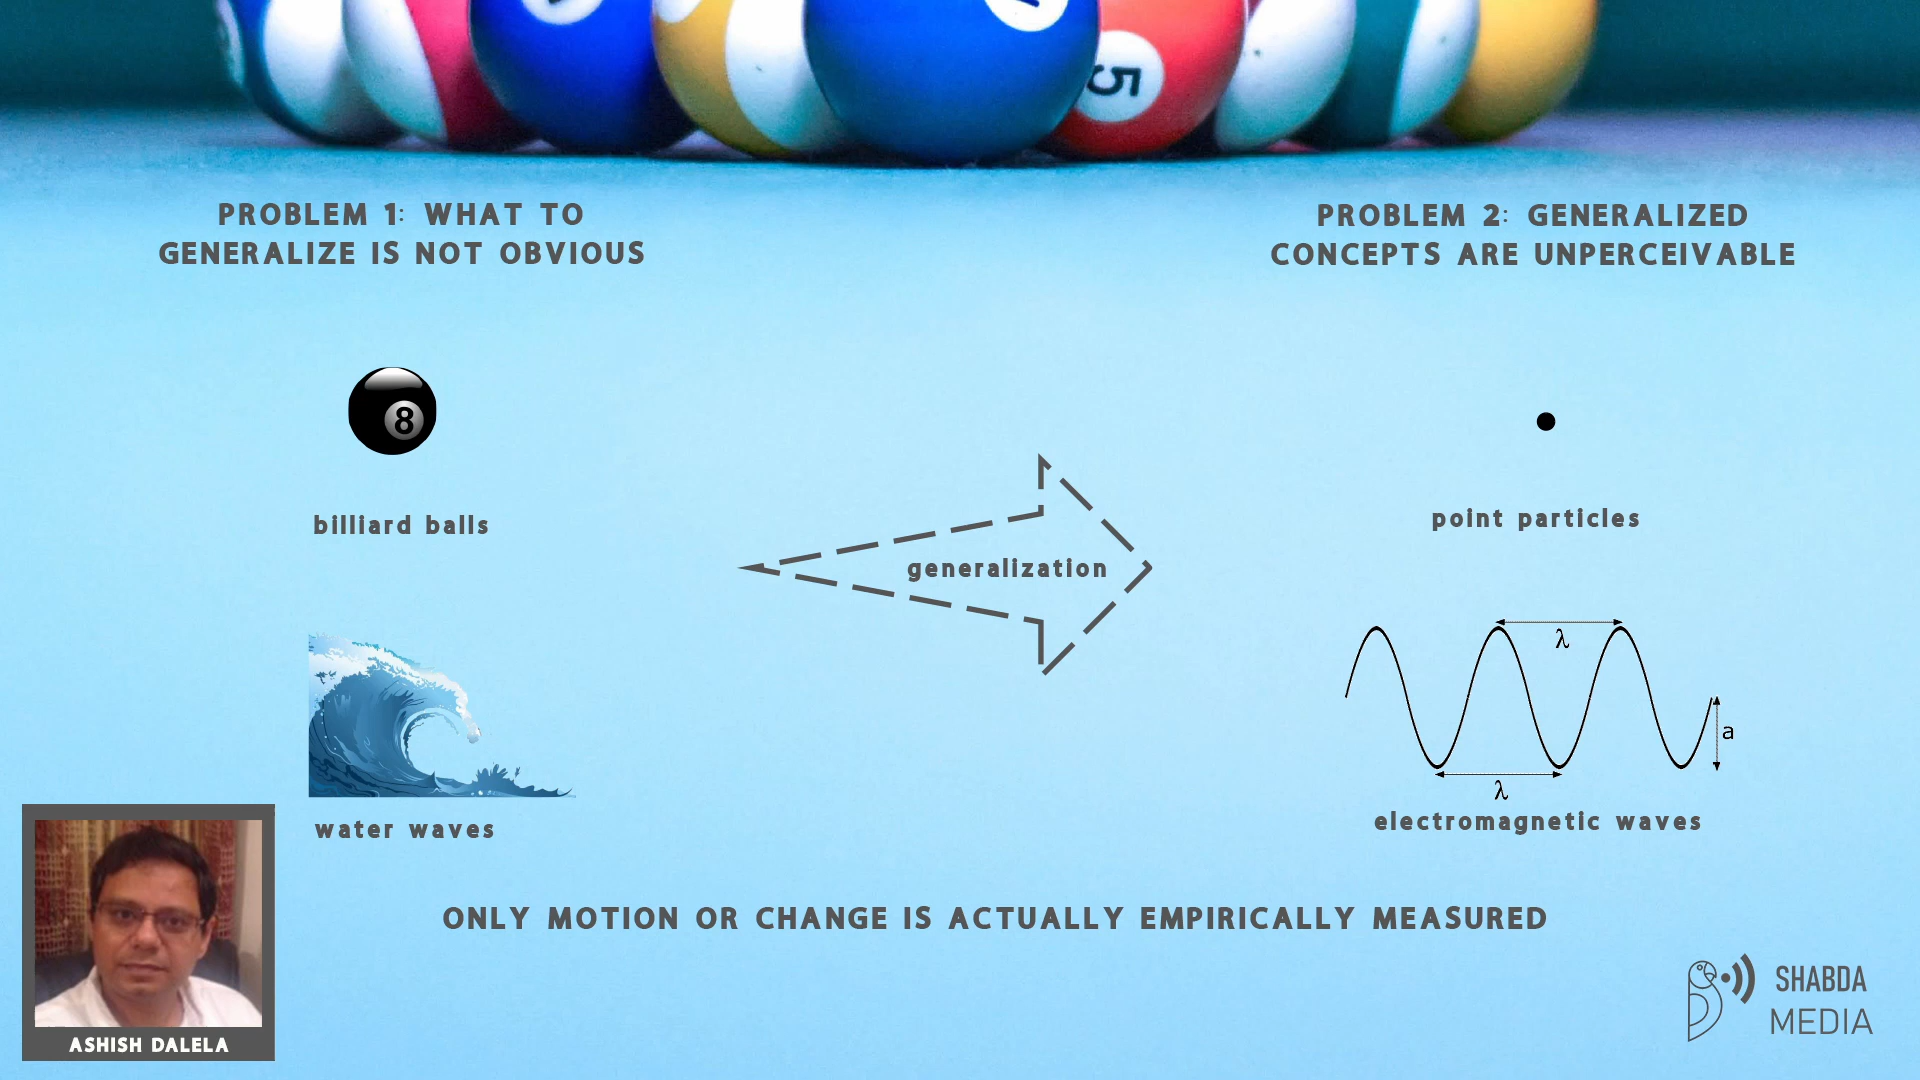 5
PROBLEM 1: WHAT TO
GENERALIZE IS NOT OBVIOUS
PROBLEM 2: GENERALIZED
CONCEPTS ARE UNPERCEIVABLE
8
billiard balls
point particles
generalization
λ
a
λ
water waves
electromagnetic waves
ONLY MOTION OR CHANGE IS ACTUALLY EMPIRICALLY MEASURED
ASHISH DALELA
SHABDA
MEDIA